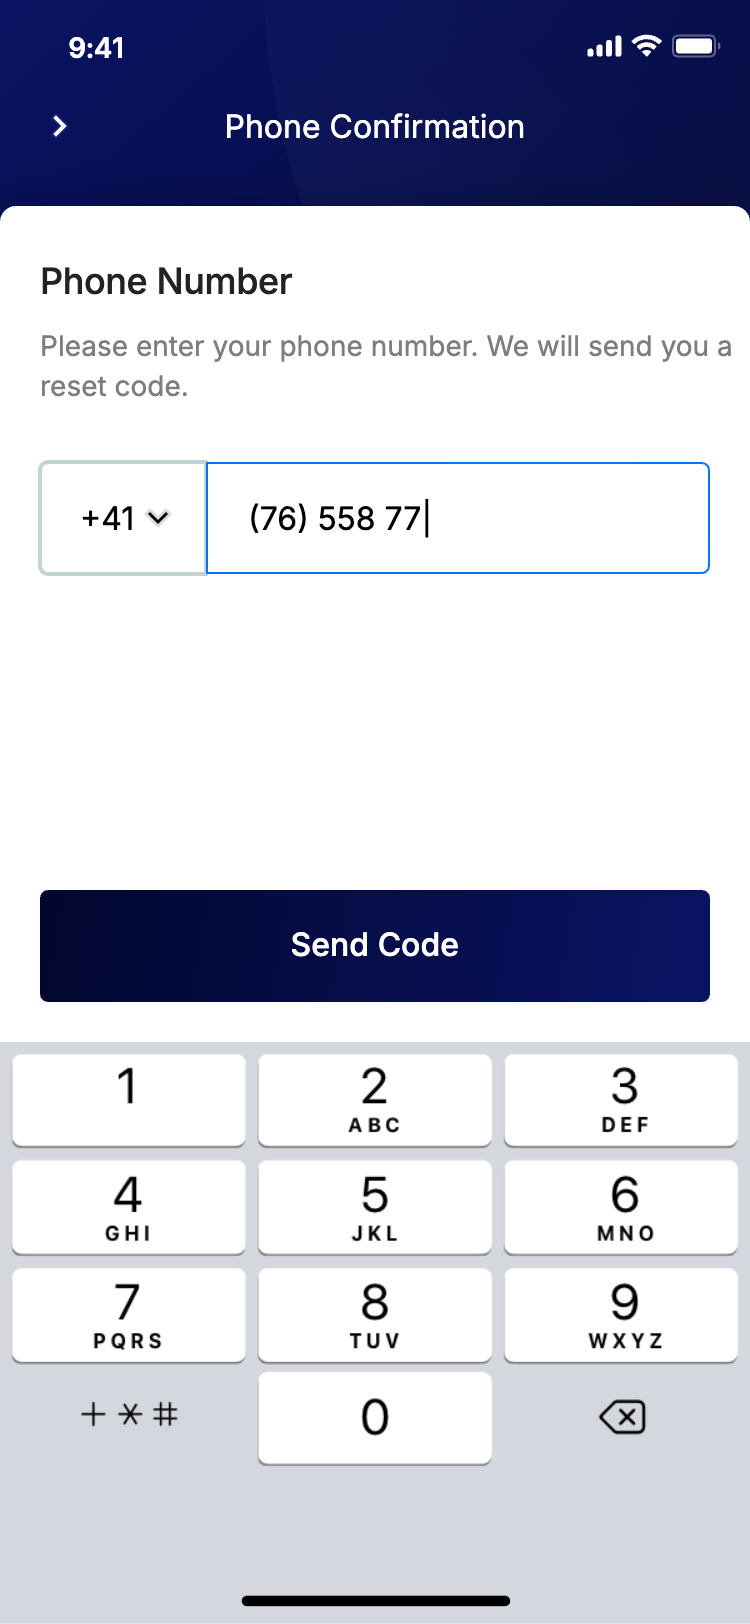 9:41
Phone Confirmation
Phone Number
Please enter your phone number. We will send you a
reset code.
+41 (76) 558 77
Send Code
1 2 3
ABC DEF
4 5 6
GHI JKL MNO
7 8 9
PQRS TUV WXYZ
+*# 0